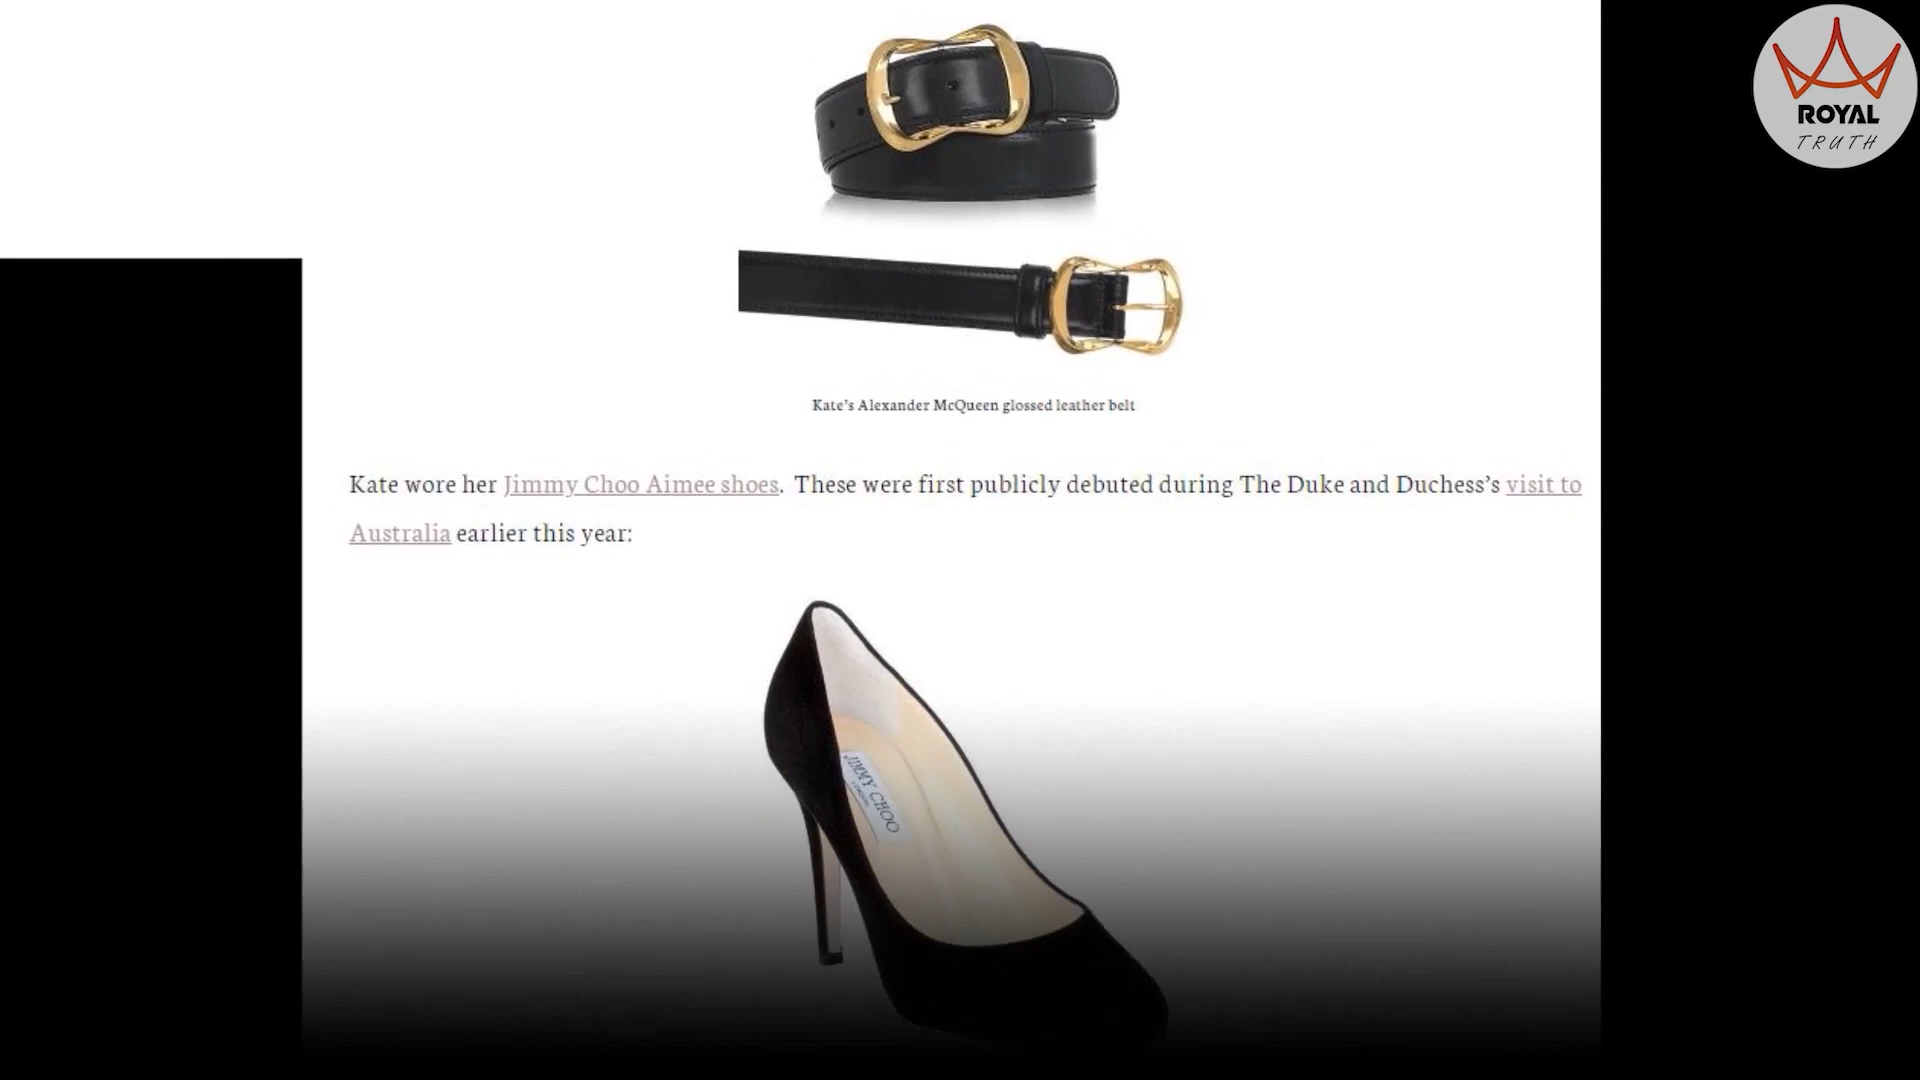 ROYAL
TRUTH
Kate's Alexander McQueen glossed leather belt
Kate wore her Jimmy Choo Aimee shoes. These were first publicly debuted during The Duke and Duchess's visit to
Australia earlier this year:
JIMMY CHOO
LONDON